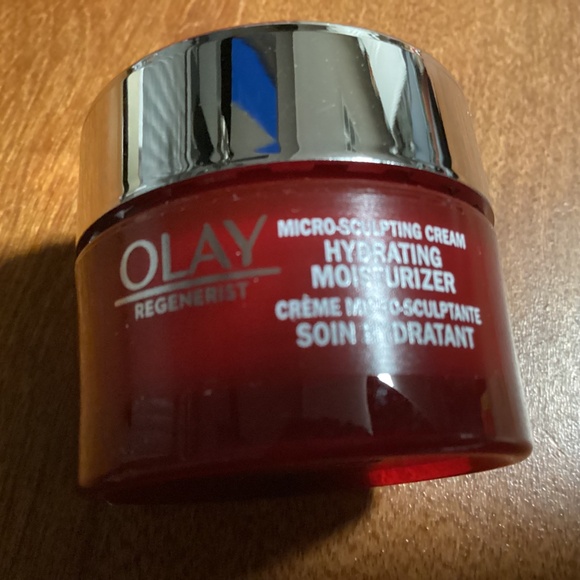 OLAY
REGENERIST
MICRO-SCULPTING CREAM
HYDRATING
MOISTURIZER
CRÈME MICRO-SCULPTANTE
SOIN HYDRATANT